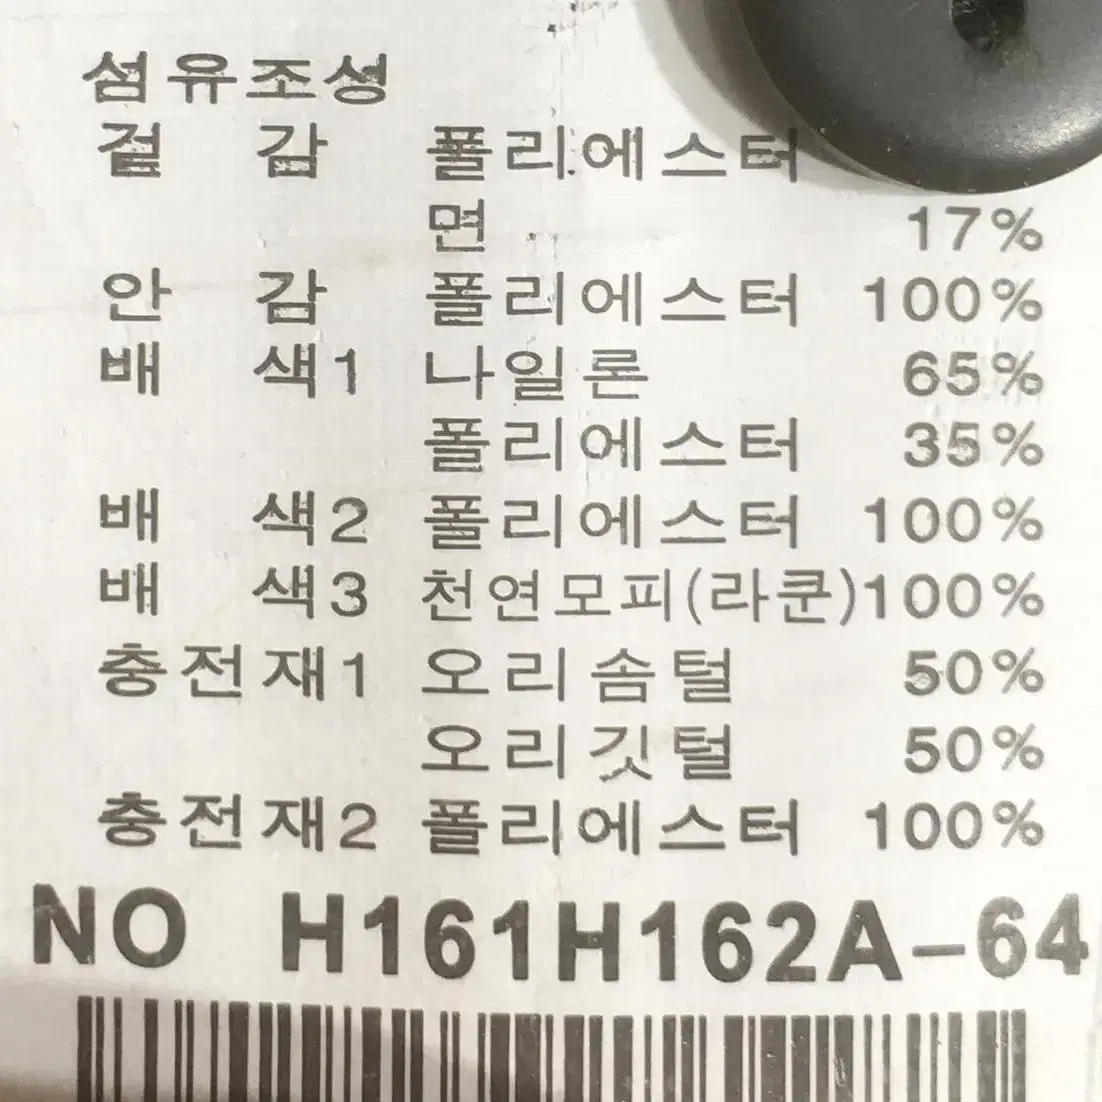 섬유조성
겉 감 폴리에스터
면 17%
안 감 폴리에스터 100%
배 색1 나일론 65%
폴리에스터 35%
배 색2 폴리에스터 100%
배 색3 천연모피(라쿤)100%
충전재1 오리솜털 50%
오리깃털 50%
충전재2 폴리에스터 100%
NO H161H162A-64